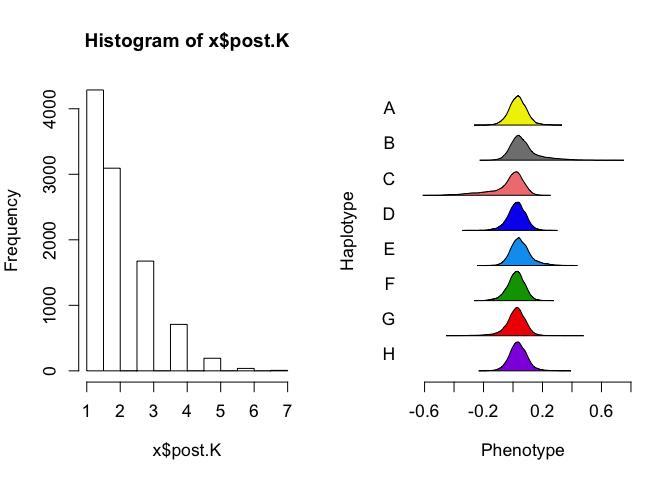 Histogram of x$post.K
Frequency
0
1000
2000
3000
4000
1 2 3 4 5 6 7
x$post.K
Haplotype
A
B
C
D
E
F
G
H
-0.6 -0.2 0.2 0.6
Phenotype